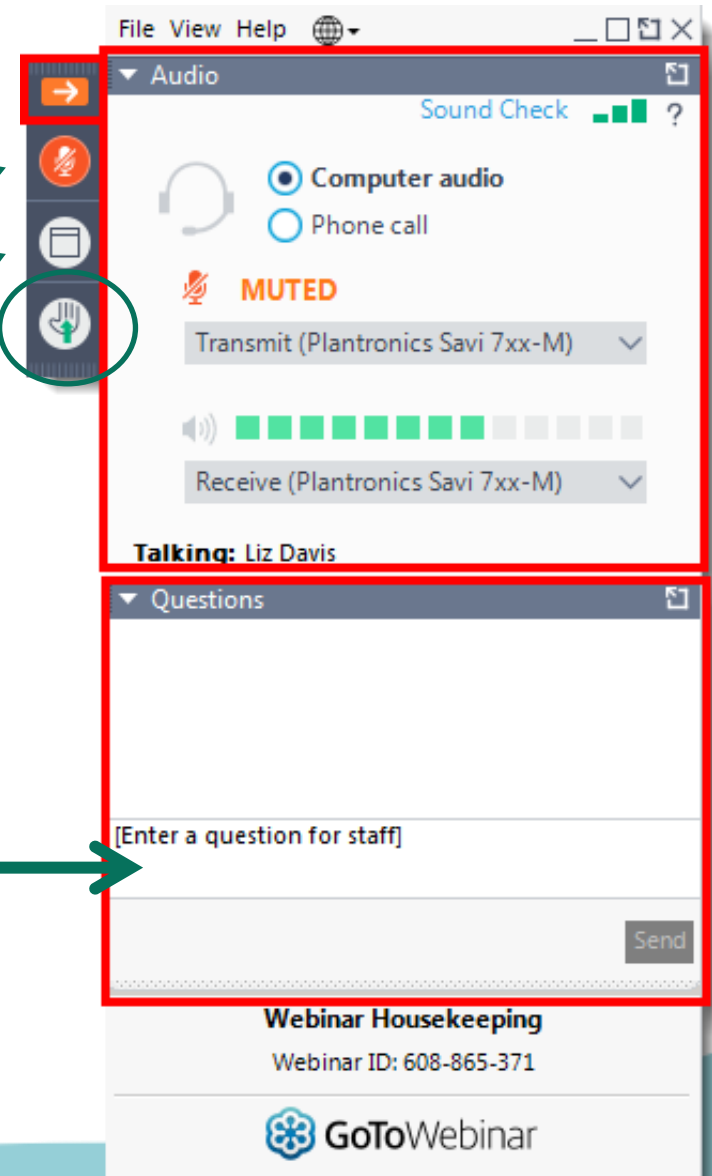 File View Help
Audio
Sound Check ?
Computer audio
Phone call
MUTED
Transmit (Plantronics Savi 7xx-M)
Receive (Plantronics Savi 7xx-M)
Talking: Liz Davis
Questions
[Enter a question for staff]
Send
Webinar Housekeeping
Webinar ID: 608-865-371
GoToWebinar